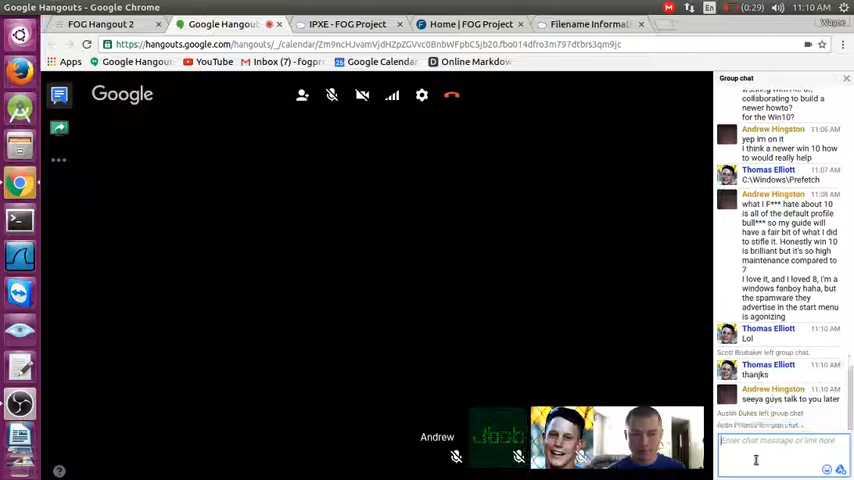 Google Hangouts - Google Chrome
En
(0:29)
11:10 AM
FOG Hangout 2
Google Hangout
IPXE - FOG Project
Home | FOG Project
Filename Informa
Wayne
https://hangouts.google.com/hangouts/_/calendar/Zm9ncHJvamVjdHZpZGVvc0BnbWFpbC5jb20.fbo014dfro3m797dtbrs3qm9jc
Apps
Google Hangouts
YouTube
Inbox (7) - fogpr
Google Calendar
Online Markdow
Google
Group chat
collaborating to build a
newer howto?
for the Win10?
Andrew Hingston
11:06 AM
yep im on it
I think a newer win 10 how
to would really help
Thomas Elliott
11:07 AM
C:\Windows\Prefetch
Andrew Hingston
11:08 AM
what I F*** hate about 10
is all of the default profile
bull*** so my guide will
have a fair bit of what I did
to stifle it. Honestly win 10
is brilliant but it's so high
maintenance compared to
7
I love it, and I loved 8, I'm a
windows fanboy haha, but
the spamware they
advertise in the start menu
is agonizing
Thomas Elliott
11:10 AM
Lol
Scott Brubaker left group chat.
Thomas Elliott
11:10 AM
thanjks
Andrew Hingston
11:10 AM
seeya guys talk to you later
Austin Dukes left group chat
Enter chat message or link here
Andrew